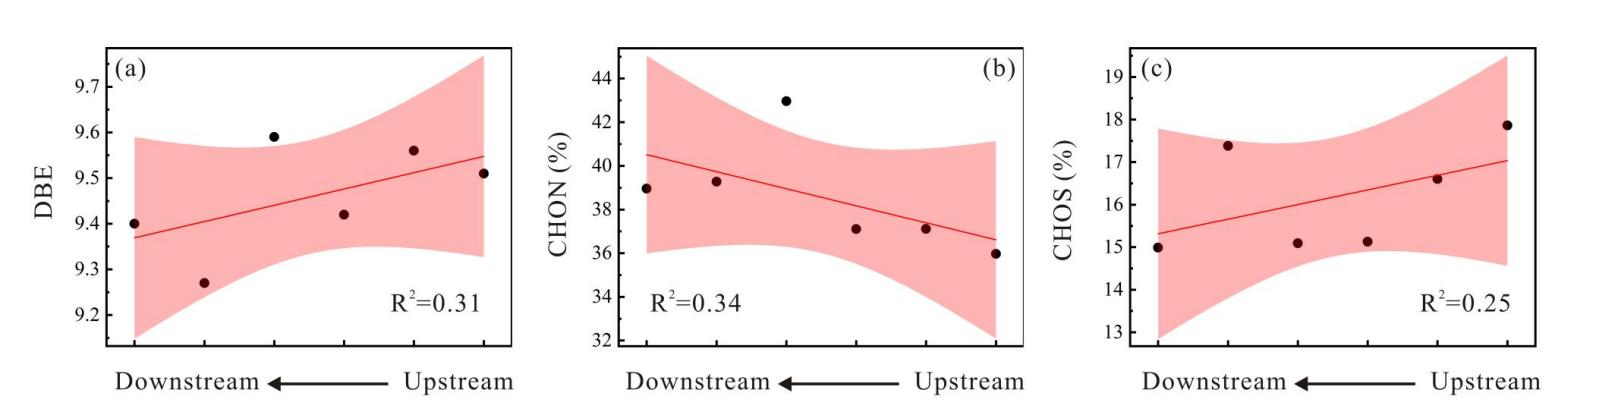 (a)
DBE
9.7
9.6
9.5
9.4
9.3
9.2
R²=0.31
Downstream
Upstream
(b)
CHON (%)
44
42
40
38
36
34
32
R²=0.34
Downstream
Upstream
(c)
CHOS (%)
19
18
17
16
15
14
13
R²=0.25
Downstream
Upstream